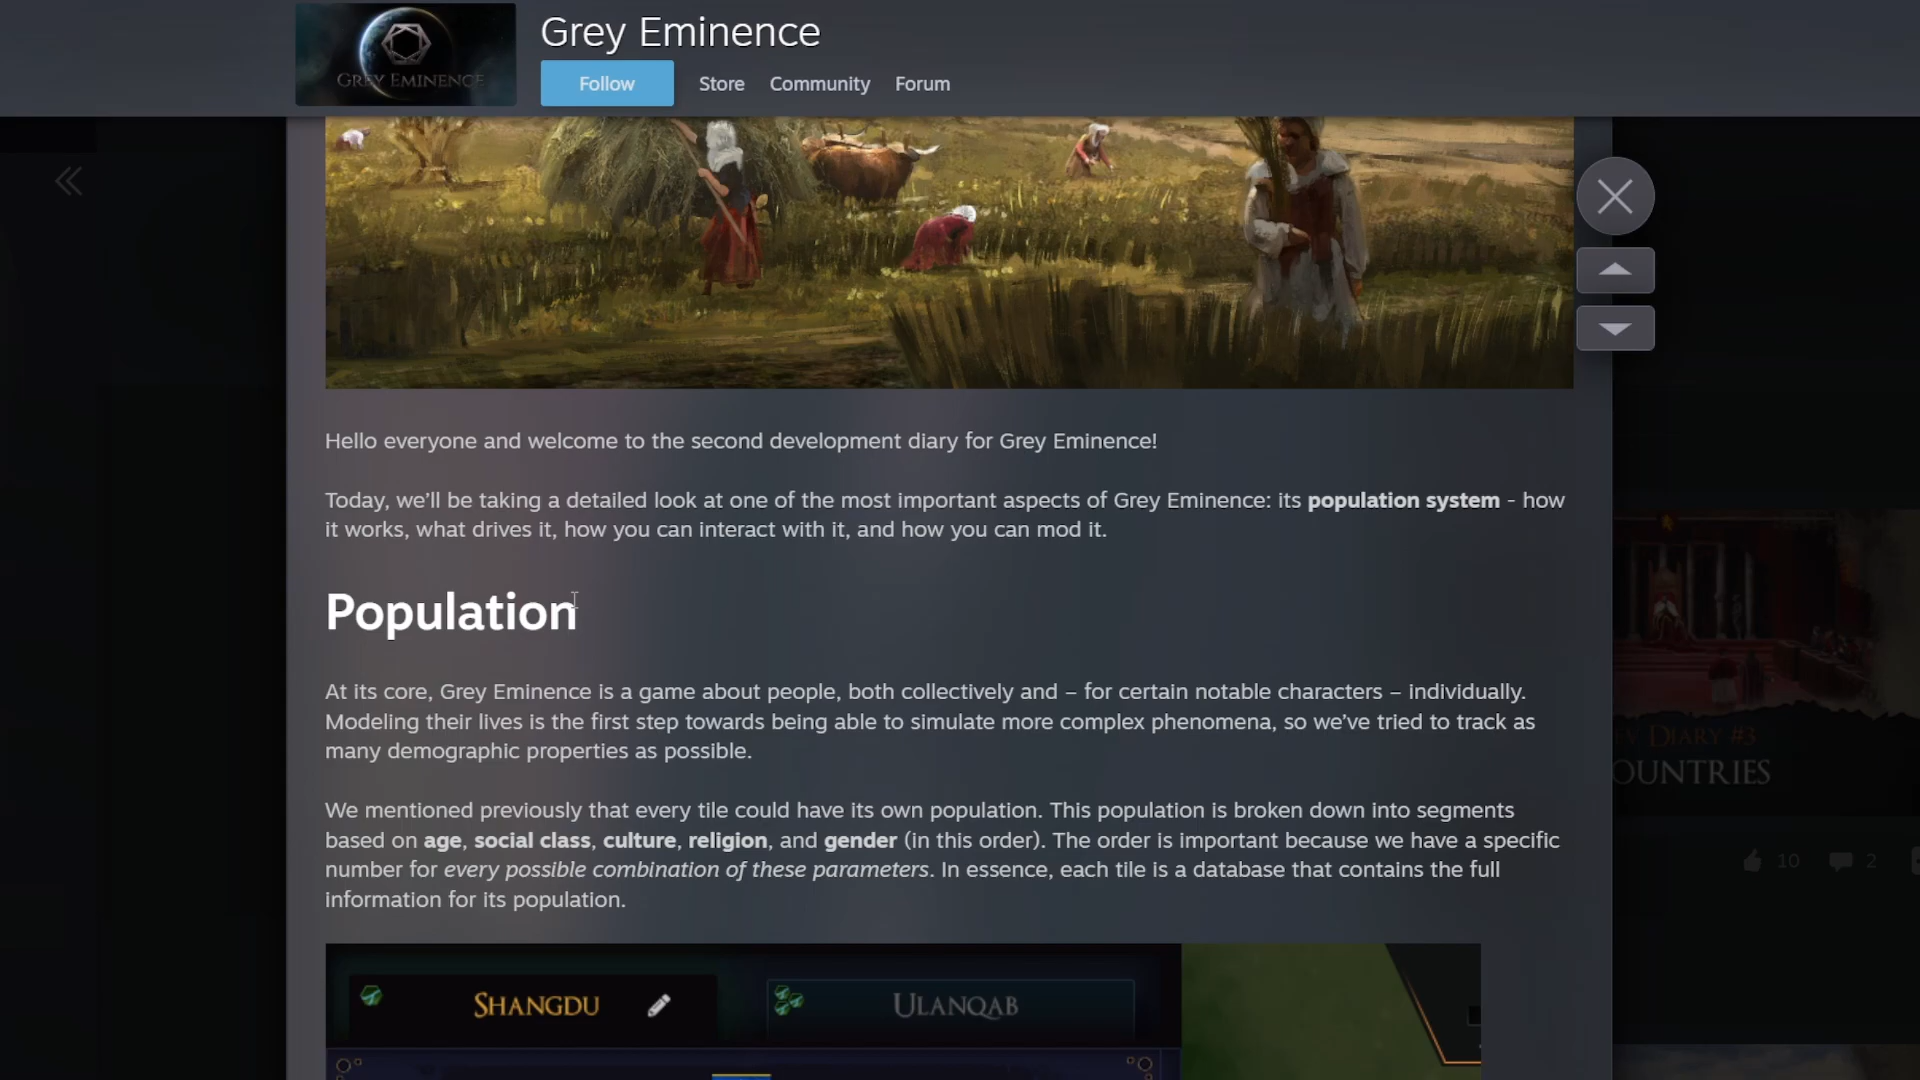 GREY EMINENCE
Grey Eminence
Follow
Store
Community
Forum
Hello everyone and welcome to the second development diary for Grey Eminence!
Today, we'll be taking a detailed look at one of the most important aspects of Grey Eminence: its population system - how
it works, what drives it, how you can interact with it, and how you can mod it.
Population
At its core, Grey Eminence is a game about people, both collectively and – for certain notable characters – individually.
Modeling their lives is the first step towards being able to simulate more complex phenomena, so we've tried to track as
many demographic properties as possible.
We mentioned previously that every tile could have its own population. This population is broken down into segments
based on age, social class, culture, religion, and gender (in this order). The order is important because we have a specific
number for every possible combination of these parameters. In essence, each tile is a database that contains the full
information for its population.
EV DIARY #3
OUNTRIES
10
2
SHANGDU
ULANQAB